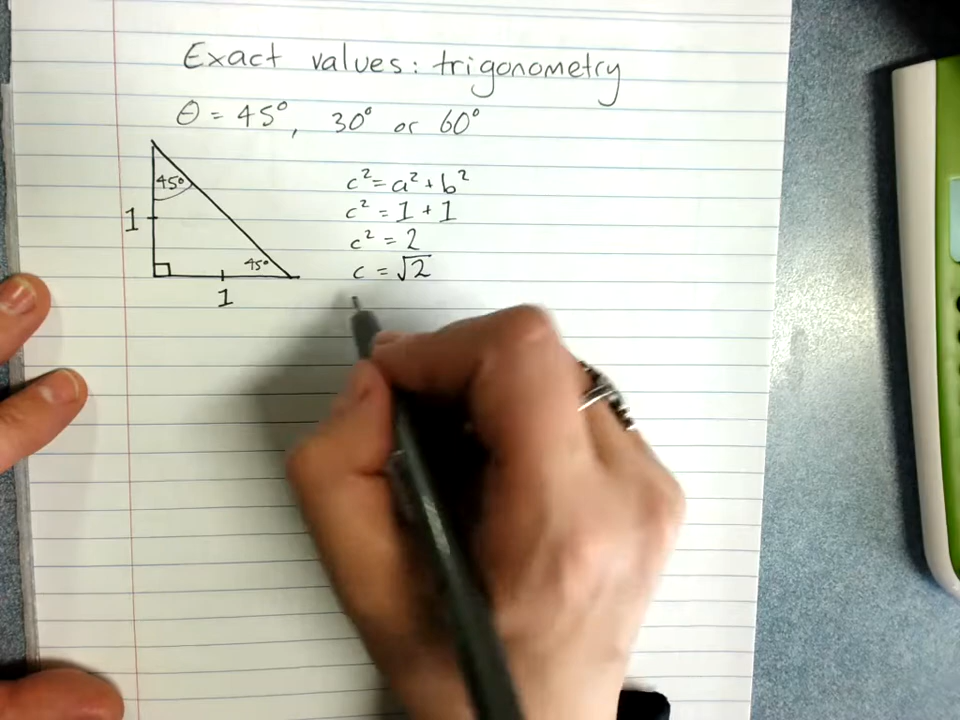 Exact values: trigonometry
θ = 45°, 30° or 60°
45°
1
45°
1
c² = a² + b²
c² = 1 + 1
c² = 2
c = √2